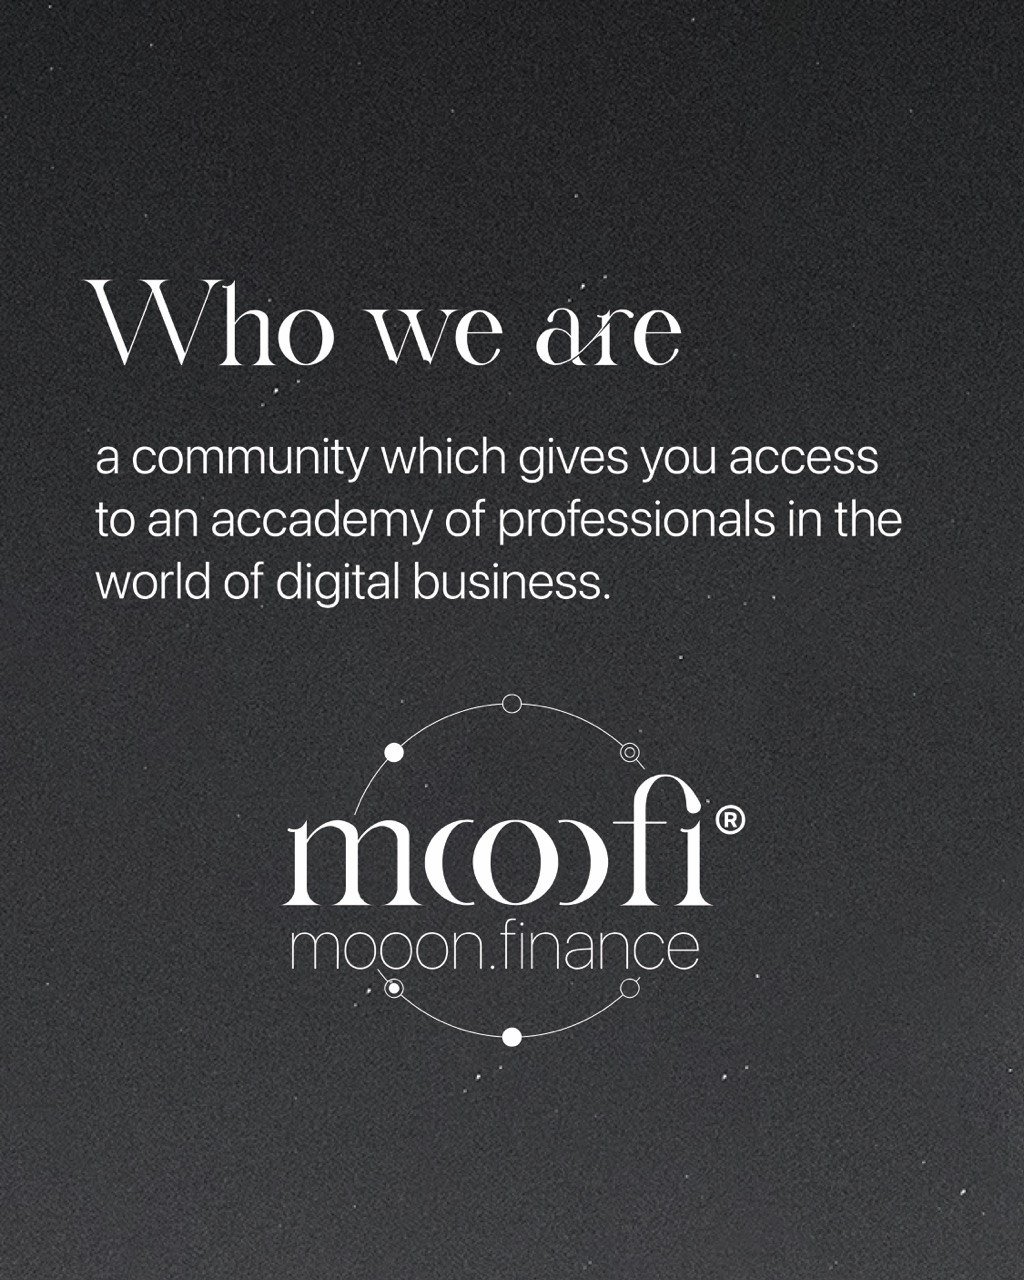 Who we are
a community which gives you access
to an accademy of professionals in the
world of digital business.
mooofi®
mooon.finance